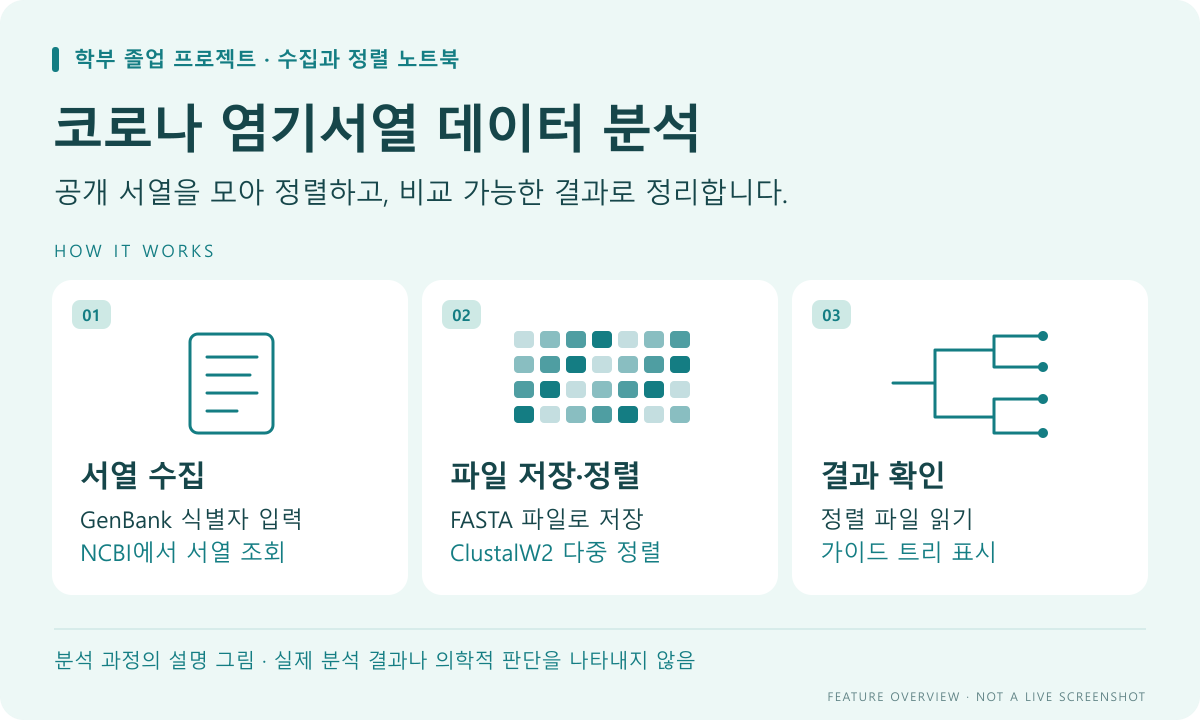 학부 졸업 프로젝트 · 수집과 정렬 노트북
코로나 염기서열 데이터 분석
공개 서열을 모아 정렬하고, 비교 가능한 결과로 정리합니다.
HOW IT WORKS
01
서열 수집
GenBank 식별자 입력
NCBI에서 서열 조회
02
파일 저장·정렬
FASTA 파일로 저장
ClustalW2 다중 정렬
03
결과 확인
정렬 파일 읽기
가이드 트리 표시
분석 과정의 설명 그림 · 실제 분석 결과나 의학적 판단을 나타내지 않음
FEATURE OVERVIEW · NOT A LIVE SCREENSHOT